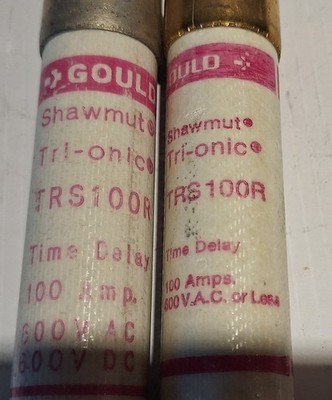 GOULD
Shawmut®
Tri-onic®
TRS100R
Time Delay
100 Amp.
600V AC
600V DC
GOULD
Shawmut®
Tri-onic®
TRS100R
Time Delay
100 Amps.
600 V.A.C. or Less